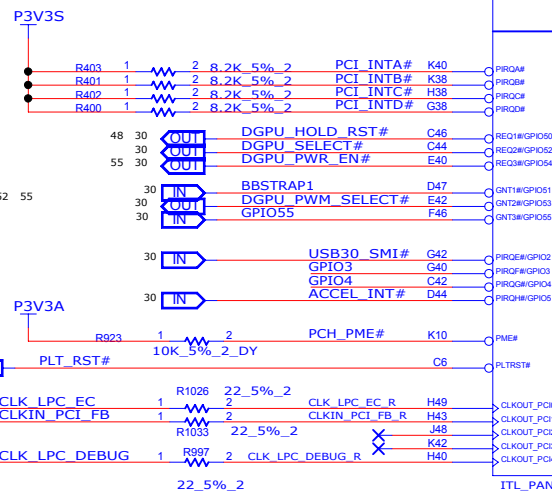 P3V3S
R403 1 2 8.2K_5%_2 PCI_INTA# K40 PIRQA#
R401 1 2 8.2K_5%_2 PCI_INTB# K38 PIRQB#
R402 1 2 8.2K_5%_2 PCI_INTC# H38 PIRQC#
R400 1 2 8.2K_5%_2 PCI_INTD# G38 PIRQD#
48 30 OUT DGPU_HOLD_RST# C46 REQ1#/GPIO50
OUT DGPU_SELECT# C44 REQ2#/GPIO52
55 30 OUT DGPU_PWR_EN# E40 REQ3#/GPIO54
30 IN BBSTRAP1 D47 GNT1#/GPIO51
52 55 30 OUT DGPU_PWM_SELECT# E42 GNT2#/GPIO53
30 IN GPIO55 F46 GNT3#/GPIO55
30 IN USB30_SMI# G42 PIRQE#/GPIO2
GPIO3 G40 PIRQF#/GPIO3
GPIO4 C42 PIRQG#/GPIO4
30 IN ACCEL_INT# D44 PIRQH#/GPIO5
P3V3A
R923 1 2 PCH_PME# K10 PME#
10K_5%_2_DY
PLT_RST# C6 PLTRST#
R1026 22_5%_2
CLK_LPC_EC 1 2 CLK_LPC_EC_R H49 CLKOUT_PCI0
CLKIN_PCI_FB 1 2 CLKIN_PCI_FB_R H43 CLKOUT_PCI1
R1033 22_5%_2 J48 CLKOUT_PCI2
K42 CLKOUT_PCI3
R997
CLK_LPC_DEBUG 1 2 CLK_LPC_DEBUG_R H40 CLKOUT_PCI4
22_5%_2
ITL_PAN